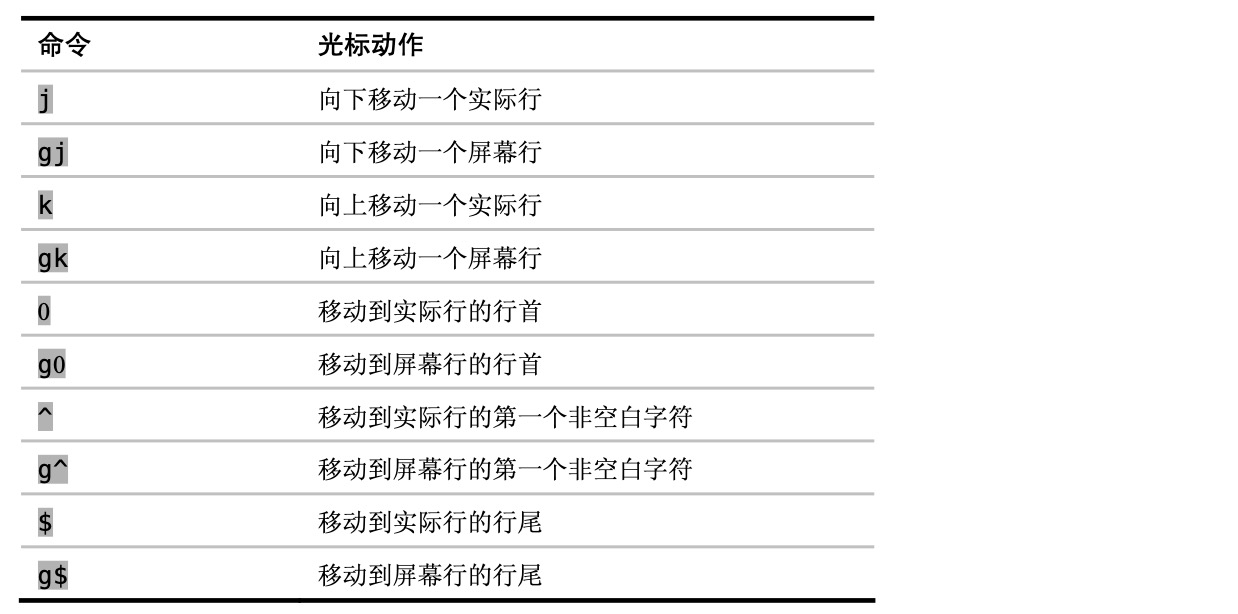 命令 光标动作
j 向下移动一个实际行
gj 向下移动一个屏幕行
k 向上移动一个实际行
gk 向上移动一个屏幕行
0 移动到实际行的行首
g0 移动到屏幕行的行首
^ 移动到实际行的第一个非空白字符
g^ 移动到屏幕行的第一个非空白字符
$ 移动到实际行的行尾
g$ 移动到屏幕行的行尾